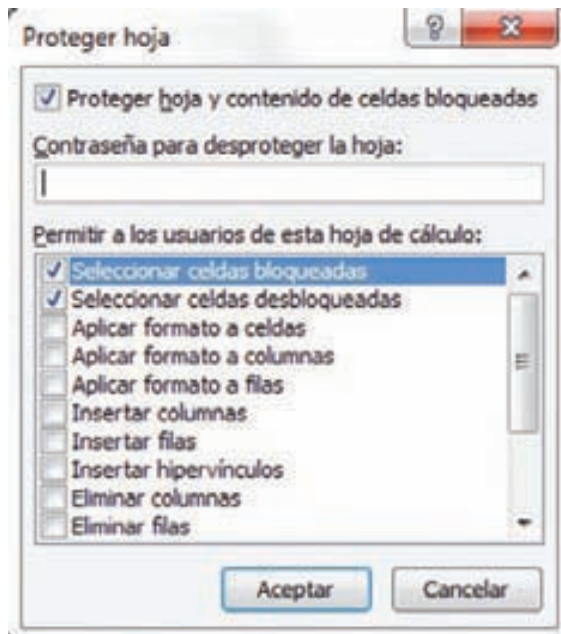 Proteger hoja
Proteger hoja y contenido de celdas bloqueadas
Contraseña para desproteger la hoja:
Permitir a los usuarios de esta hoja de cálculo:
Seleccionar celdas bloqueadas
Seleccionar celdas desbloqueadas
Aplicar formato a celdas
Aplicar formato a columnas
Aplicar formato a filas
Insertar columnas
Insertar filas
Insertar hipervínculos
Eliminar columnas
Eliminar filas
Aceptar Cancelar